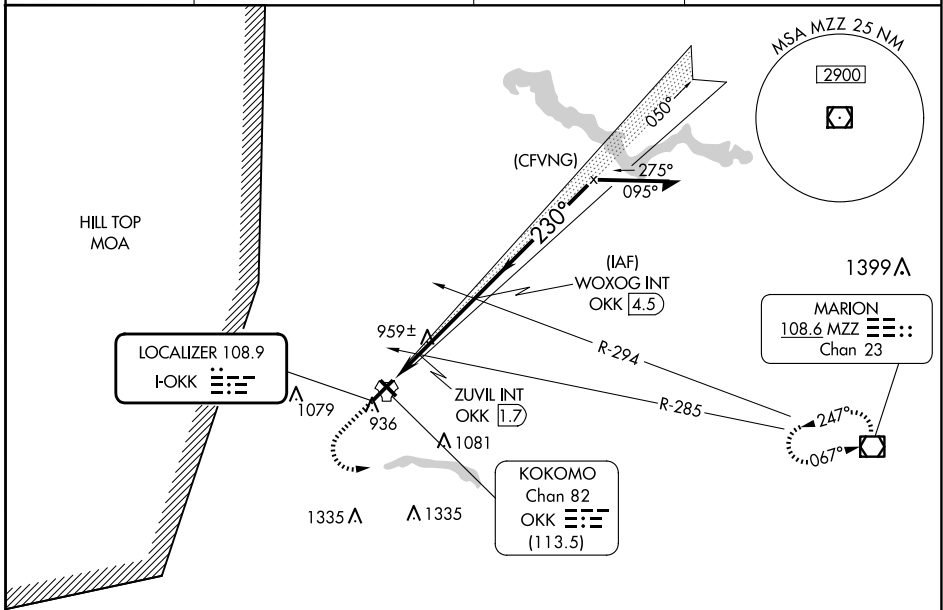 MSA MZZ 25 NM
2900
050°
(CFVNG)
275°
095°
230°
HILL TOP
MOA
(IAF)
WOXOG INT
OKK 4.5
1399
MARION
108.6 MZZ
Chan 23
959±
R-294
LOCALIZER 108.9
I-OKK
1079
936
ZUVIL INT
OKK 1.7
R-285
247°
067°
1081
KOKOMO
Chan 82
OKK
(113.5)
1335
1335